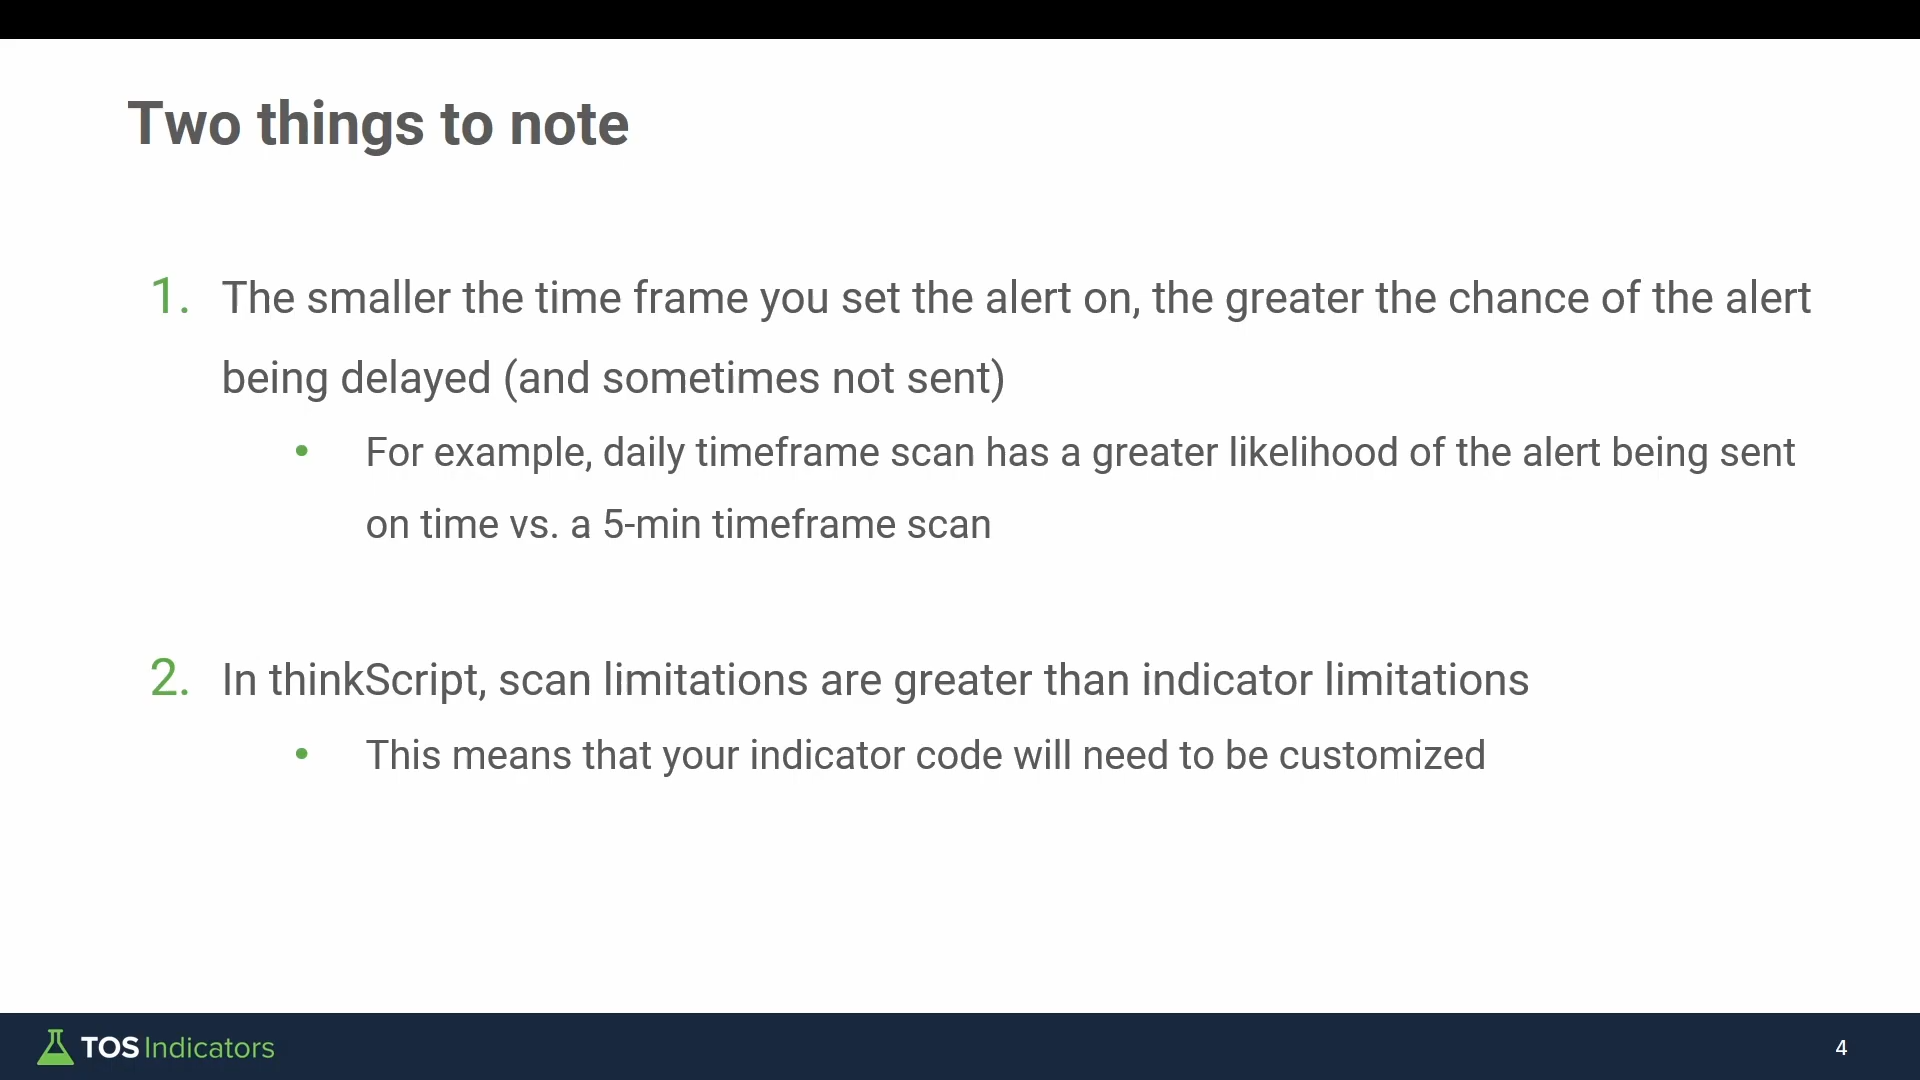 Two things to note
1. The smaller the time frame you set the alert on, the greater the chance of the alert
being delayed (and sometimes not sent)
• For example, daily timeframe scan has a greater likelihood of the alert being sent
on time vs. a 5-min timeframe scan
2. In thinkScript, scan limitations are greater than indicator limitations
• This means that your indicator code will need to be customized
TOS Indicators
4